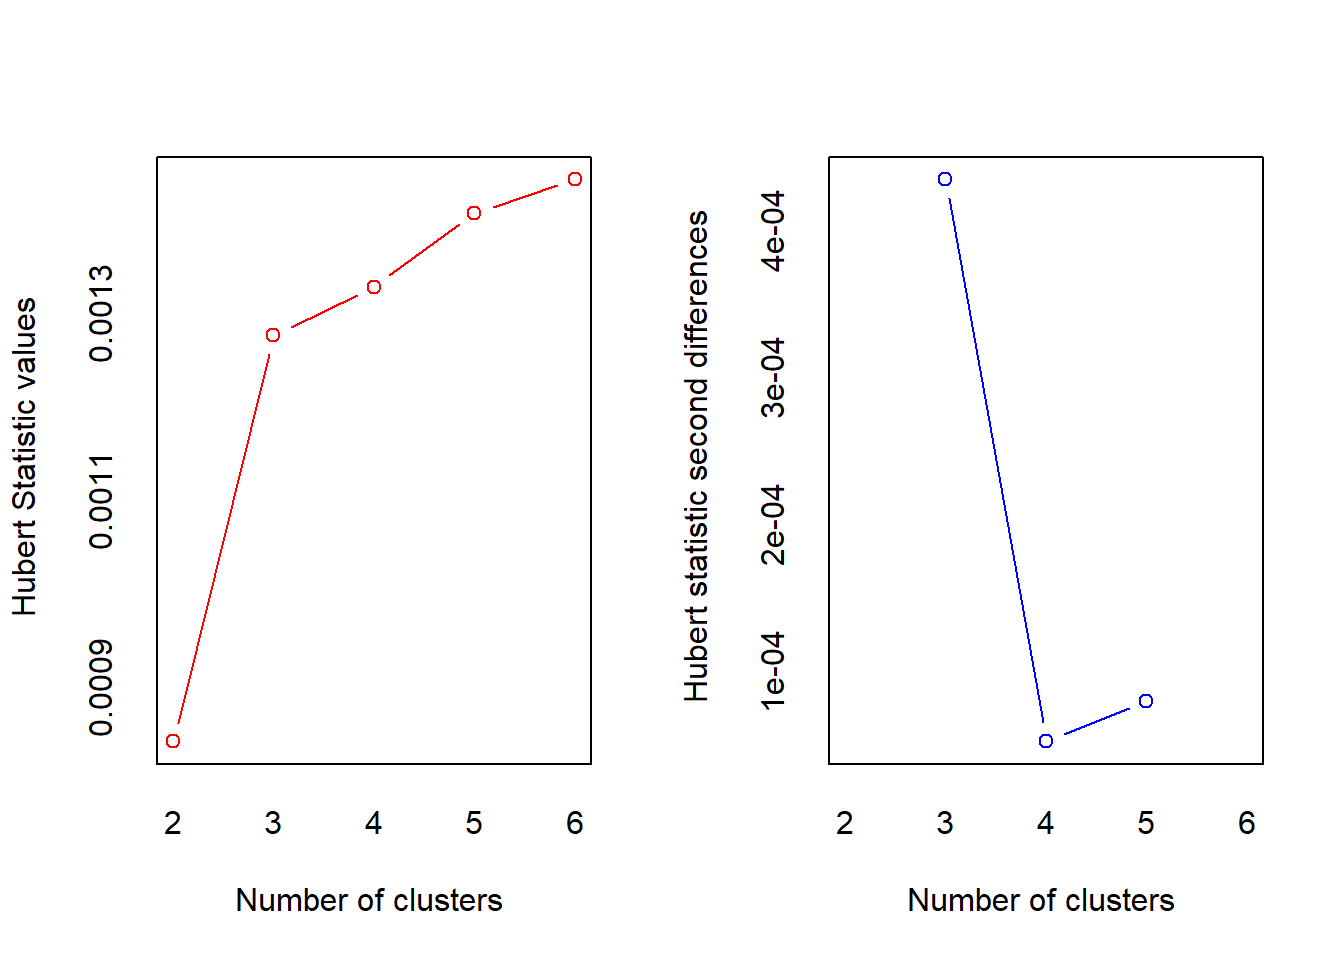 Hubert Statistic values
0.0009
0.0011
0.0013
2 3 4 5 6
Number of clusters
Hubert statistic second differences
1e-04
2e-04
3e-04
4e-04
2 3 4 5 6
Number of clusters